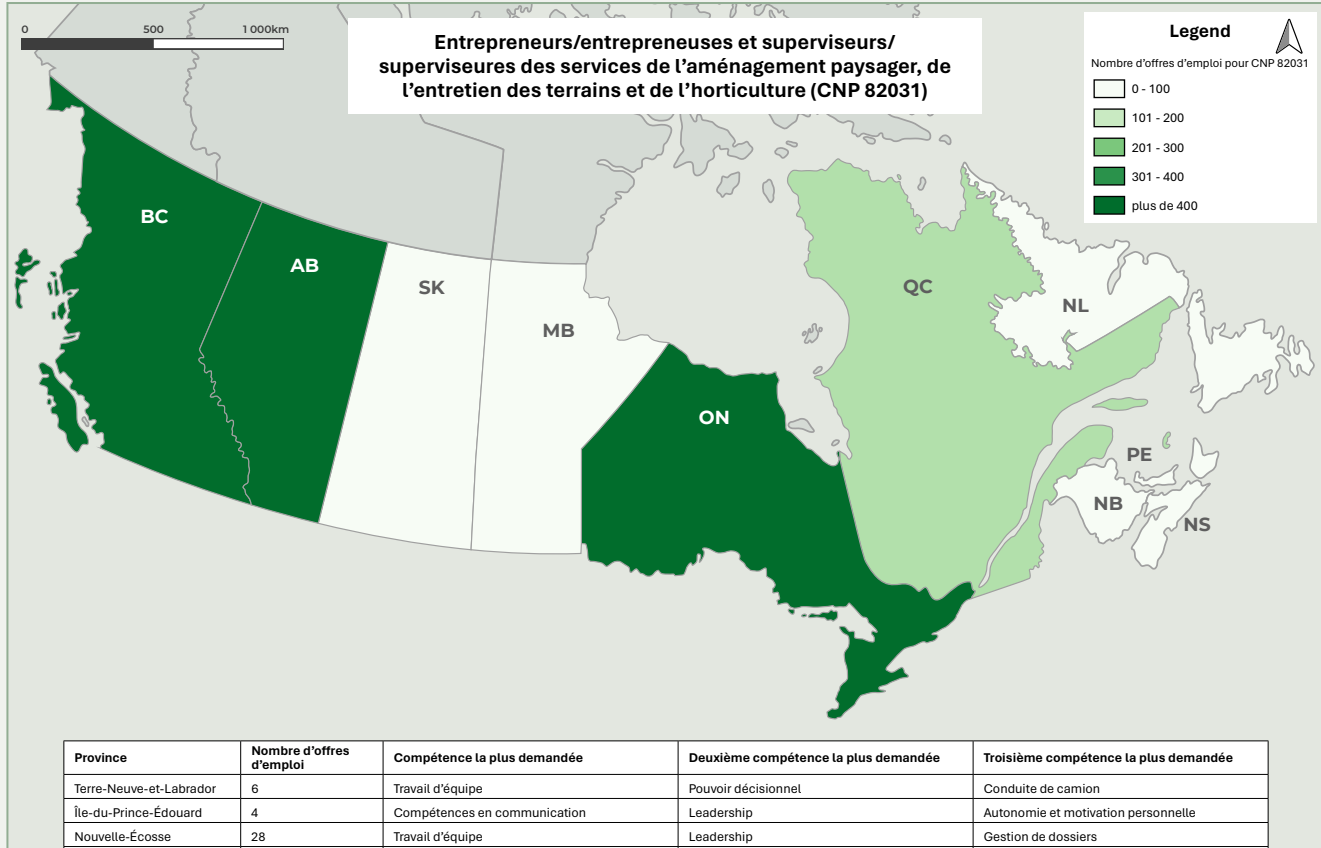 0 500 1 000km
Entrepreneurs/entrepreneuses et superviseurs/
superviseures des services de l’aménagement paysager, de
l’entretien des terrains et de l’horticulture (CNP 82031)
Legend
Nombre d’offres d’emploi pour CNP 82031
0 - 100
101 - 200
201 - 300
301 - 400
plus de 400
BC
AB
SK
MB
ON
QC
NL
PE
NB
NS
Province Nombre d’offres d’emploi Compétence la plus demandée Deuxième compétence la plus demandée Troisième compétence la plus demandée
Terre-Neuve-et-Labrador 6 Travail d’équipe Pouvoir décisionnel Conduite de camion
Île-du-Prince-Édouard 4 Compétences en communication Leadership Autonomie et motivation personnelle
Nouvelle-Écosse 28 Travail d’équipe Leadership Gestion de dossiers